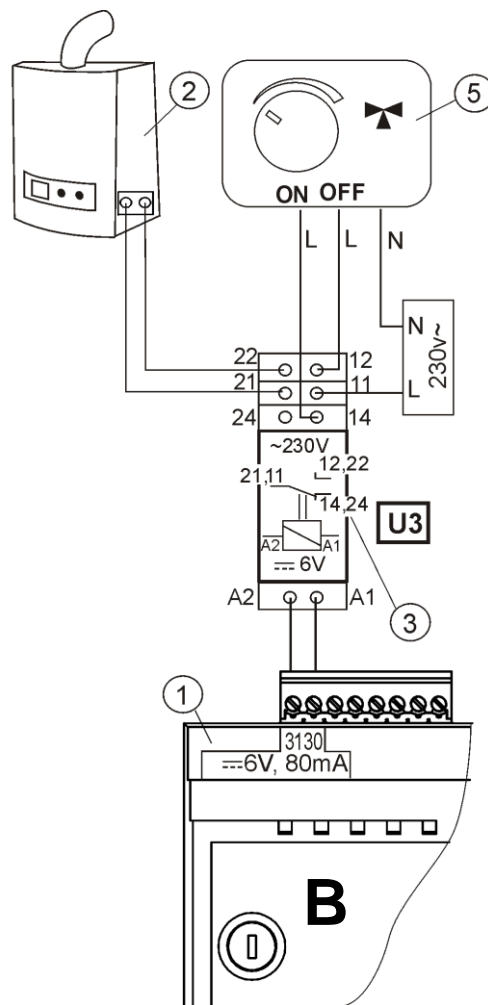 2
5
ON OFF
L L N
N
230v~
L
22 12
21 11
24 14
~230V
12,22
21,11
14,24
U3
A2 A1
⎓ 6V
A2 A1
3
1
3130
⎓6V, 80mA
B